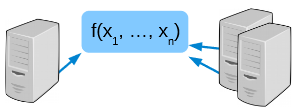 f(x₁, …, xₙ)